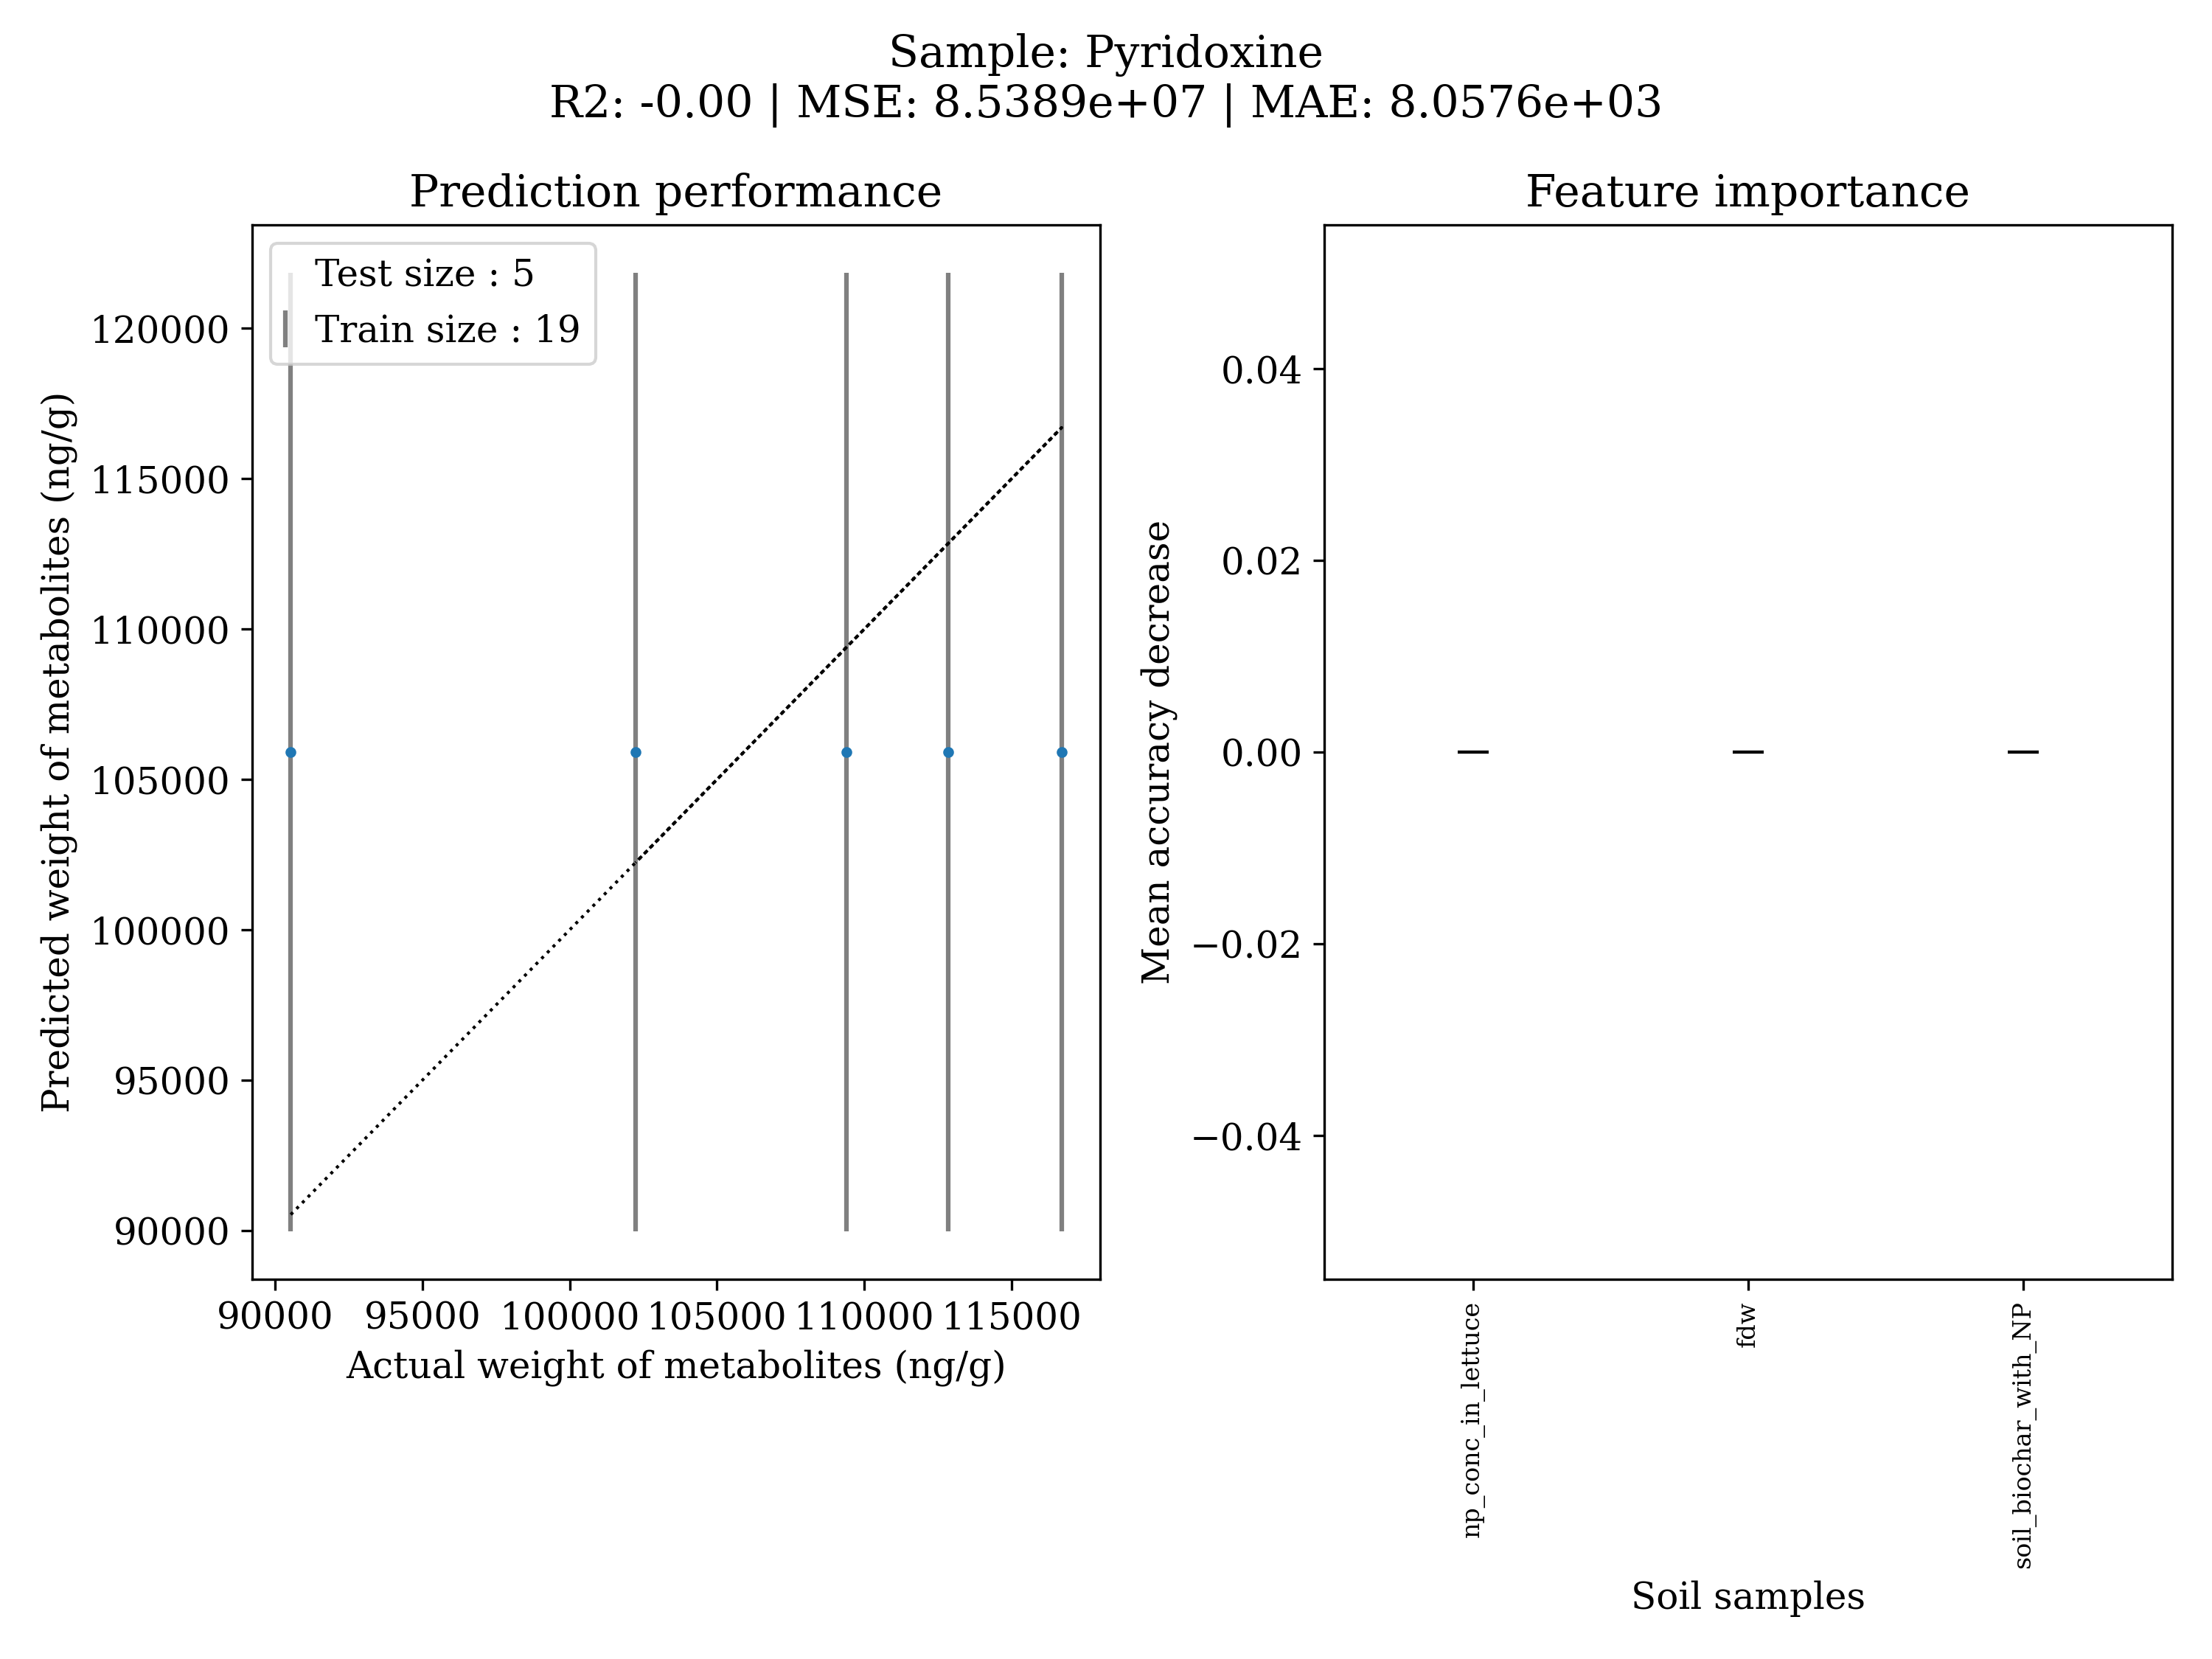 Sample: Pyridoxine
R2: -0.00 | MSE: 8.5389e+07 | MAE: 8.0576e+03
Prediction performance
Test size : 5
Train size : 19
120000
115000
110000
105000
100000
95000
90000
Predicted weight of metabolites (ng/g)
90000 95000 100000 105000 110000 115000
Actual weight of metabolites (ng/g)
Feature importance
0.04
0.02
0.00
−0.02
−0.04
Mean accuracy decrease
np_conc_in_lettuce
fdw
soil_biochar_with_NP
Soil samples